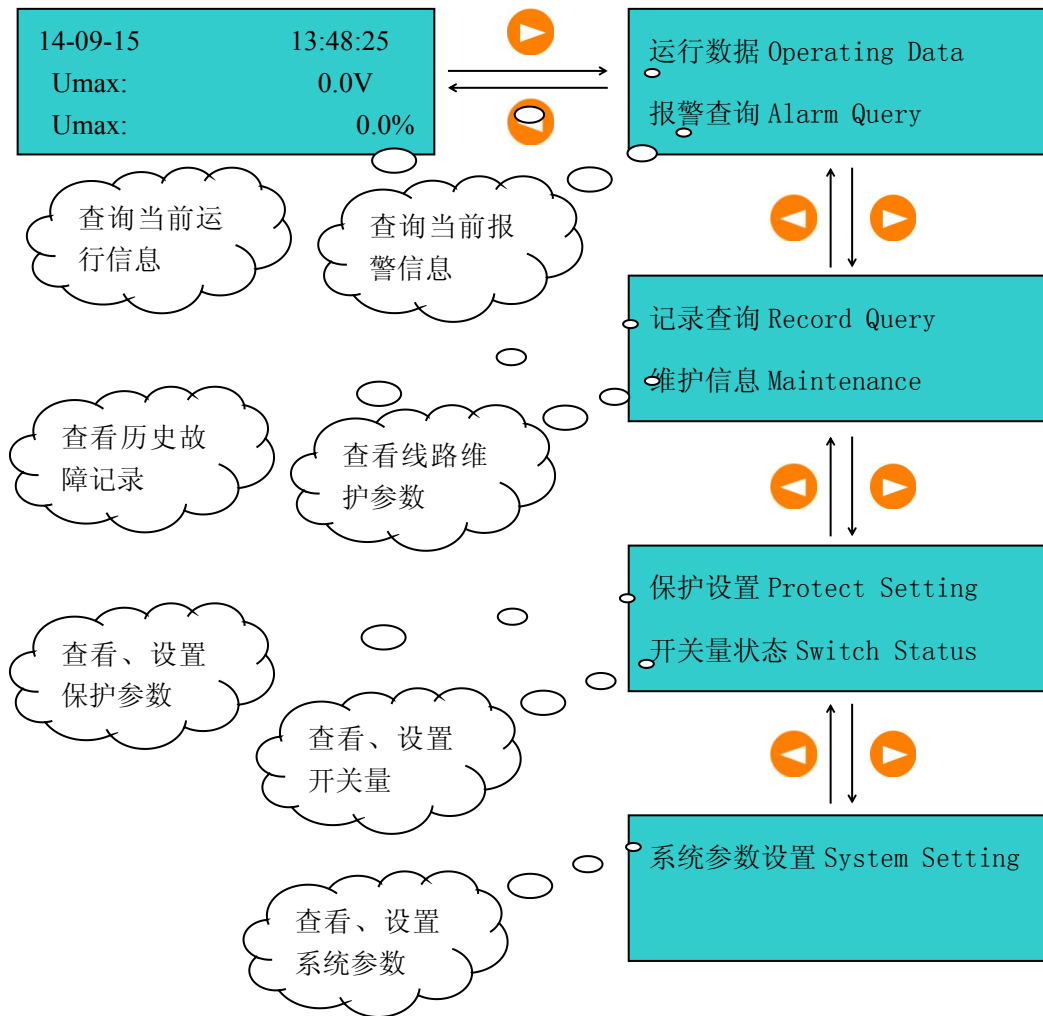 14-09-15 13:48:25
Umax: 0.0V
Umax: 0.0%
运行数据 Operating Data
报警查询 Alarm Query
查询当前运
行信息
查询当前报
警信息
记录查询 Record Query
维护信息 Maintenance
查看历史故
障记录
查看线路维
护参数
保护设置 Protect Setting
开关量状态 Switch Status
查看、设置
保护参数
查看、设置
开关量
系统参数设置 System Setting
查看、设置
系统参数